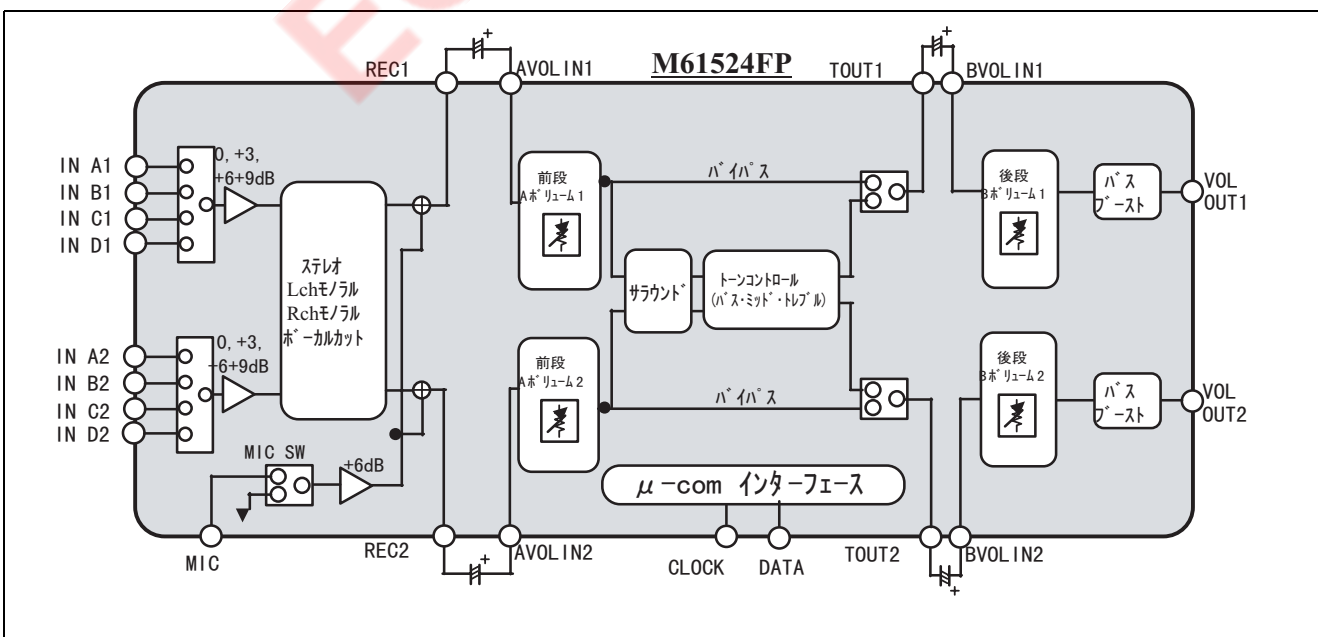 M61524FP
REC1
AVOLIN1
TOUT1
BVOLIN1
IN A1
IN B1
IN C1
IN D1
0, +3,
+6+9dB
ステレオ
Lchモノラル
Rchモノラル
ボーカルカット
前段
Aボリューム1
バイパス
後段
Bボリューム1
バス
ブースト
VOL
OUT1
サラウンド
トーンコントロール
(バス・ミッド・トレブル)
IN A2
IN B2
IN C2
IN D2
0, +3,
+6+9dB
前段
Aボリューム2
バイパス
後段
Bボリューム2
バス
ブースト
VOL
OUT2
MIC SW
+6dB
μ-com インターフェース
MIC
REC2
AVOLIN2
CLOCK
DATA
TOUT2
BVOLIN2